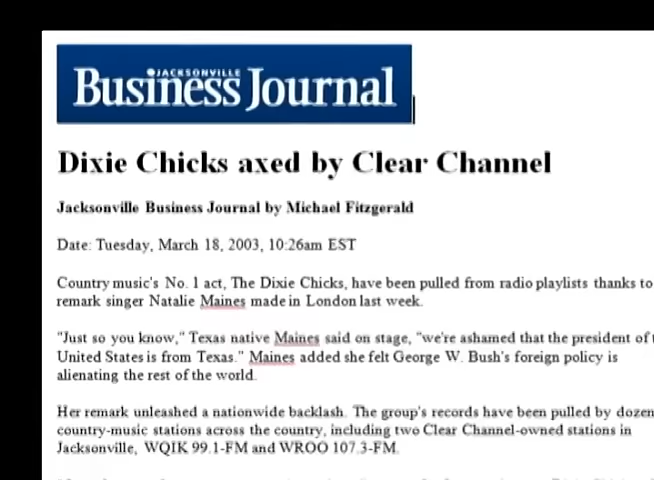 JACKSONVILLE
Business Journal
Dixie Chicks axed by Clear Channel
Jacksonville Business Journal by Michael Fitzgerald
Date: Tuesday, March 18, 2003, 10:26am EST
Country music's No. 1 act, The Dixie Chicks, have been pulled from radio playlists thanks to
remark singer Natalie Maines made in London last week.
"Just so you know," Texas native Maines said on stage, "we're ashamed that the president of
United States is from Texas." Maines added she felt George W. Bush's foreign policy is
alienating the rest of the world.
Her remark unleashed a nationwide backlash. The group's records have been pulled by dozen
country-music stations across the country, including two Clear Channel-owned stations in
Jacksonville, WQIK 99.1-FM and WROO 107.3-FM.